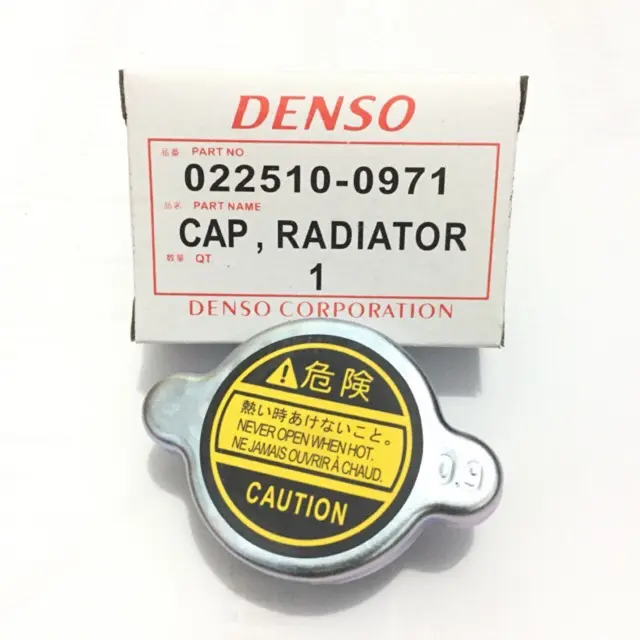 DENSO
品番 PART NO
022510-0971
品名 PART NAME
CAP, RADIATOR
数量 QT
1
DENSO CORPORATION
危険
熱い時あけないこと。
NEVER OPEN WHEN HOT.
NE JAMAIS OUVRIR À CHAUD.
CAUTION
0.9